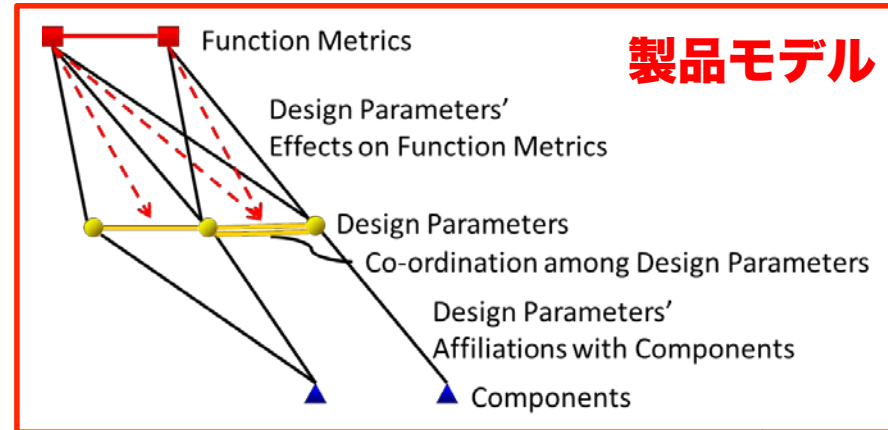 Function Metrics
製品モデル
Design Parameters'
Effects on Function Metrics
Design Parameters
Co-ordination among Design Parameters
Design Parameters'
Affiliations with Components
Components